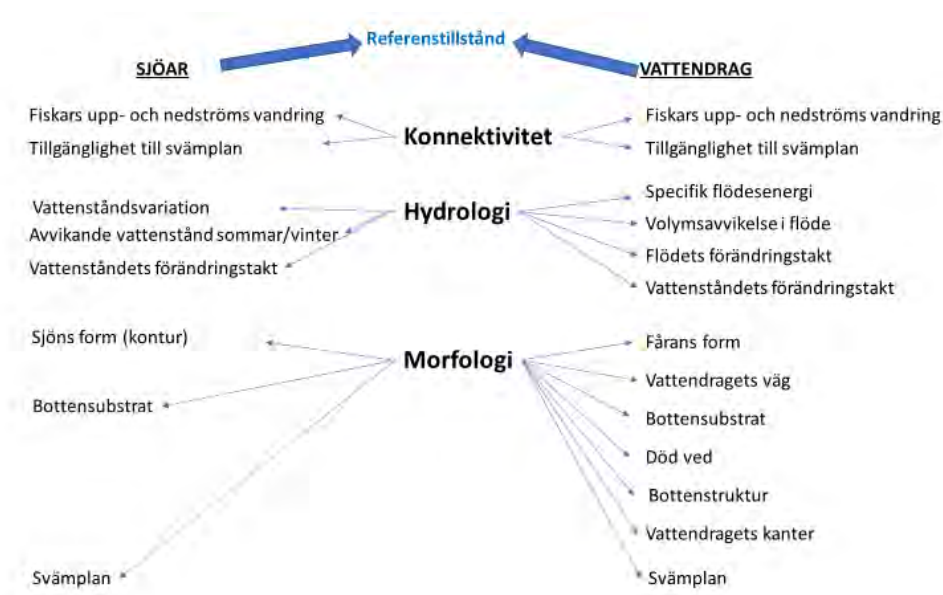 Referenstillstånd
SJÖAR
VATTENDRAG
Fiskars upp- och nedströms vandring
Tillgänglighet till svämplan
Konnektivitet
Fiskars upp- och nedströms vandring
Tillgänglighet till svämplan
Vattenståndsvariation
Avvikande vattenstånd sommar/vinter
Vattenståndets förändringstakt
Hydrologi
Specifik flödesenergi
Volymsavvikelse i flöde
Flödets förändringstakt
Vattenståndets förändringstakt
Sjöns form (kontur)
Bottensubstrat
Svämplan
Morfologi
Fårans form
Vattendragets väg
Bottensubstrat
Död ved
Bottenstruktur
Vattendragets kanter
Svämplan